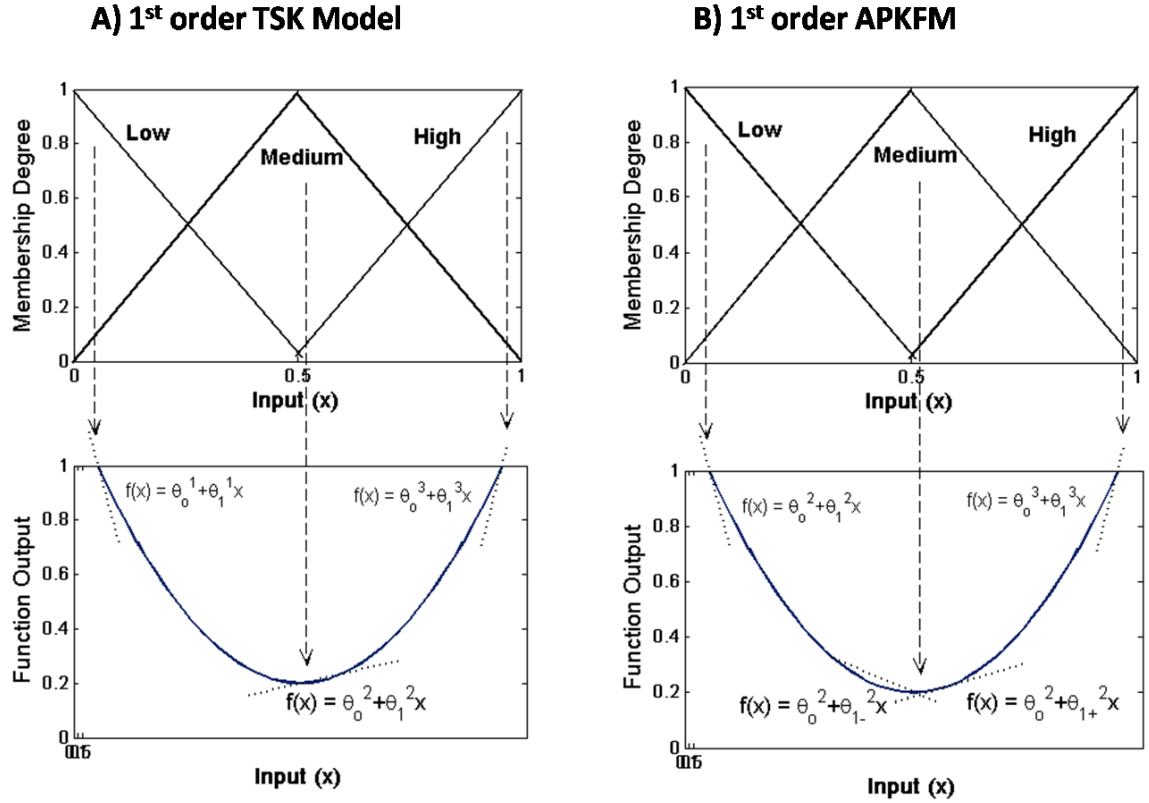 A) 1st order TSK Model
1
0.8
0.6
0.4
0.2
0
Membership Degree
Low
Medium
High
0
0.5
1
Input (x)
1
0.8
0.6
0.4
0.2
0
Function Output
f(x) = θo1+θ11x
f(x) = θo3+θ13x
f(x) = θo2+θ12x
Input (x)
B) 1st order APKFM
1
0.8
0.6
0.4
0.2
0
Membership Degree
Low
Medium
High
0
0.5
1
Input (x)
1
0.8
0.6
0.4
0.2
0
Function Output
f(x) = θo2+θ12x
f(x) = θo3+θ13x
f(x) = θo2+θ1-2x
f(x) = θo2+θ1+2x
Input (x)